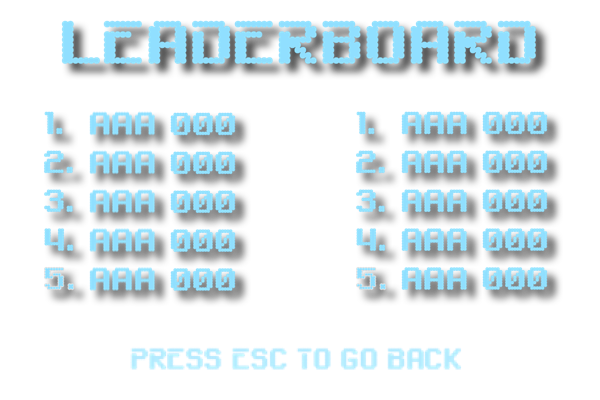 LEADERBOARD
1. AAA 000
2. AAA 000
3. AAA 000
4. AAA 000
5. AAA 000
1. AAA 000
2. AAA 000
3. AAA 000
4. AAA 000
5. AAA 000
PRESS ESC TO GO BACK